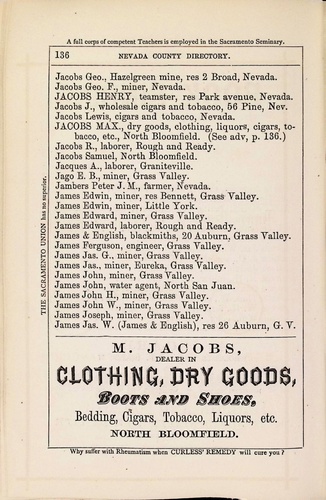 A full corps of competent Teachers is employed in the Sacramento Seminary.
136 NEVADA COUNTY DIRECTORY.
Jacobs Geo., Hazelgreen mine, res 2 Broad, Nevada.
Jacobs Geo. F., miner, Nevada.
JACOBS HENRY, teamster, res Park avenue, Nevada.
Jacobs J., wholesale cigars and tobacco, 56 Pine, Nev.
Jacobs Lewis, cigars and tobacco, Nevada.
JACOBS MAX., dry goods, clothing, liquors, cigars, to-
bacco, etc., North Bloomfield. (See adv, p. 136.)
Jacobs R., laborer, Rough and Ready.
Jacobs Samuel, North Bloomfield.
Jacques A., laborer, Graniteville.
Jago E. B., miner, Grass Valley.
Jambers Peter J. M., farmer, Nevada.
James Edwin, miner, res Bennett, Grass Valley.
James Edwin, miner, Little York.
James Edward, miner, Grass Valley.
James Edward, laborer, Rough and Ready.
James & English, blackmiths, 20 Auburn, Grass Valley.
James Ferguson, engineer, Grass Valley.
James Jas. G., miner, Grass Valley.
James Jas., miner, Eureka, Grass Valley.
James John, miner, Grass Valley.
James John, water agent, North San Juan.
James John H., miner, Grass Valley.
James John W., miner, Grass Valley.
James Joseph, miner, Grass Valley.
James Jas. W. (James & English), res 26 Auburn, G. V.
THE SACRAMENTO UNION has no superior.
M. JACOBS,
DEALER IN
CLOTHING, DRY GOODS,
BOOTS AND SHOES,
Bedding, Cigars, Tobacco, Liquors, etc.
NORTH BLOOMFIELD.
Why suffer with Rheumatism when CURLESS' REMEDY will cure you?